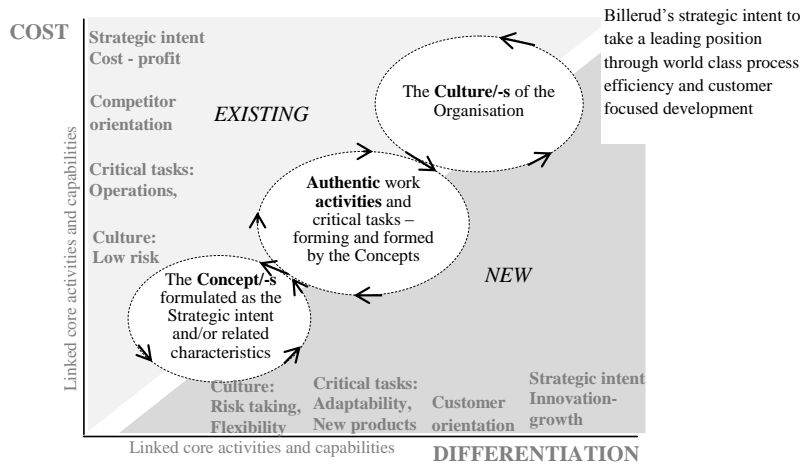 Billerud's strategic intent to
take a leading position
through world class process
efficiency and customer
focused development
COST
Strategic intent
Cost - profit
Competitor
orientation
Critical tasks:
Operations,
Culture:
Low risk
Linked core activities and capabilities
EXISTING
The Culture/-s of the
Organisation
Authentic work
activities and
critical tasks –
forming and formed
by the Concepts
The Concept/-s
formulated as the
Strategic intent
and/or related
characteristics
NEW
Culture:
Risk taking,
Flexibility
Critical tasks:
Adaptability,
New products
Customer
orientation
Strategic intent
Innovation-
growth
Linked core activities and capabilities
DIFFERENTIATION